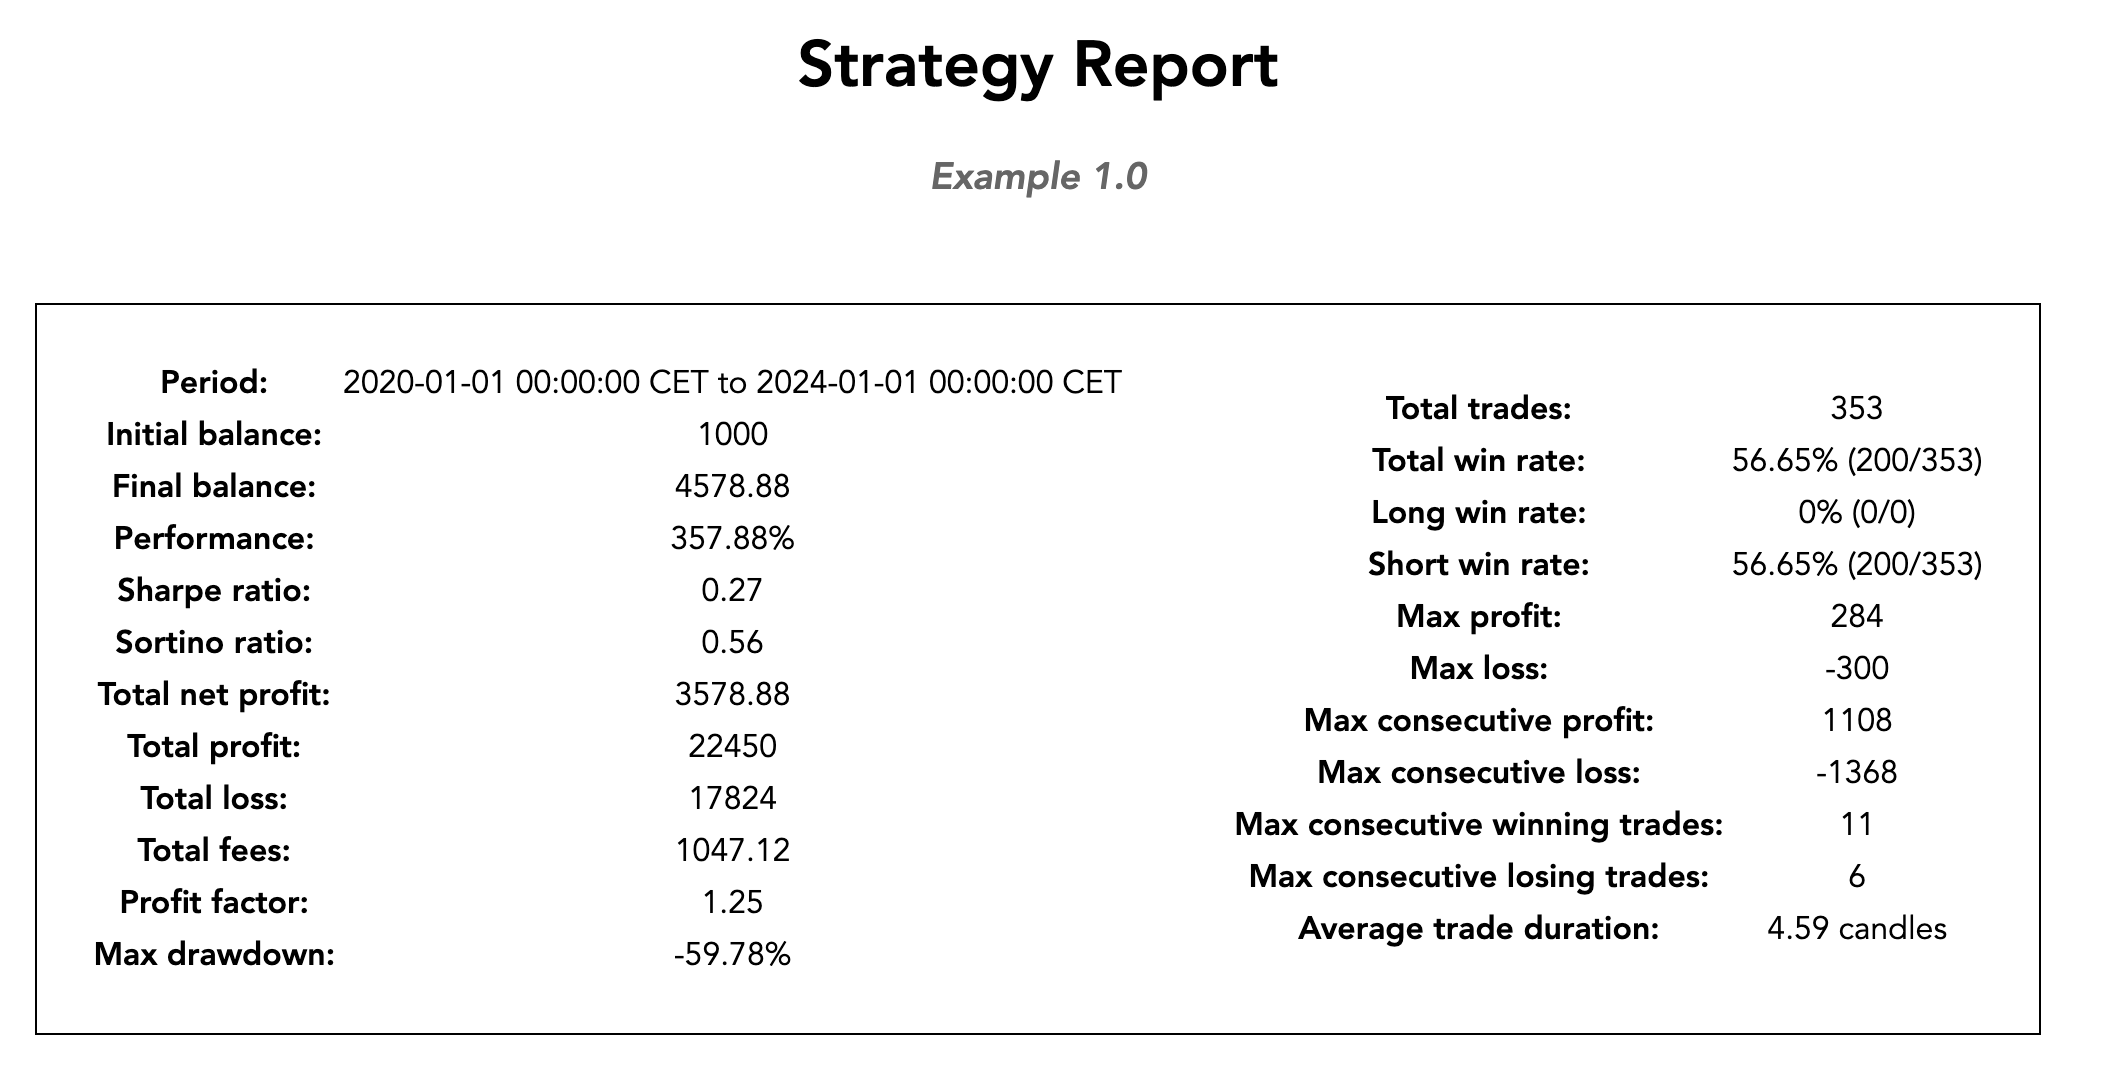 Strategy Report
Example 1.0
Period: 2020-01-01 00:00:00 CET to 2024-01-01 00:00:00 CET
Initial balance: 1000
Final balance: 4578.88
Performance: 357.88%
Sharpe ratio: 0.27
Sortino ratio: 0.56
Total net profit: 3578.88
Total profit: 22450
Total loss: 17824
Total fees: 1047.12
Profit factor: 1.25
Max drawdown: -59.78%
Total trades: 353
Total win rate: 56.65% (200/353)
Long win rate: 0% (0/0)
Short win rate: 56.65% (200/353)
Max profit: 284
Max loss: -300
Max consecutive profit: 1108
Max consecutive loss: -1368
Max consecutive winning trades: 11
Max consecutive losing trades: 6
Average trade duration: 4.59 candles